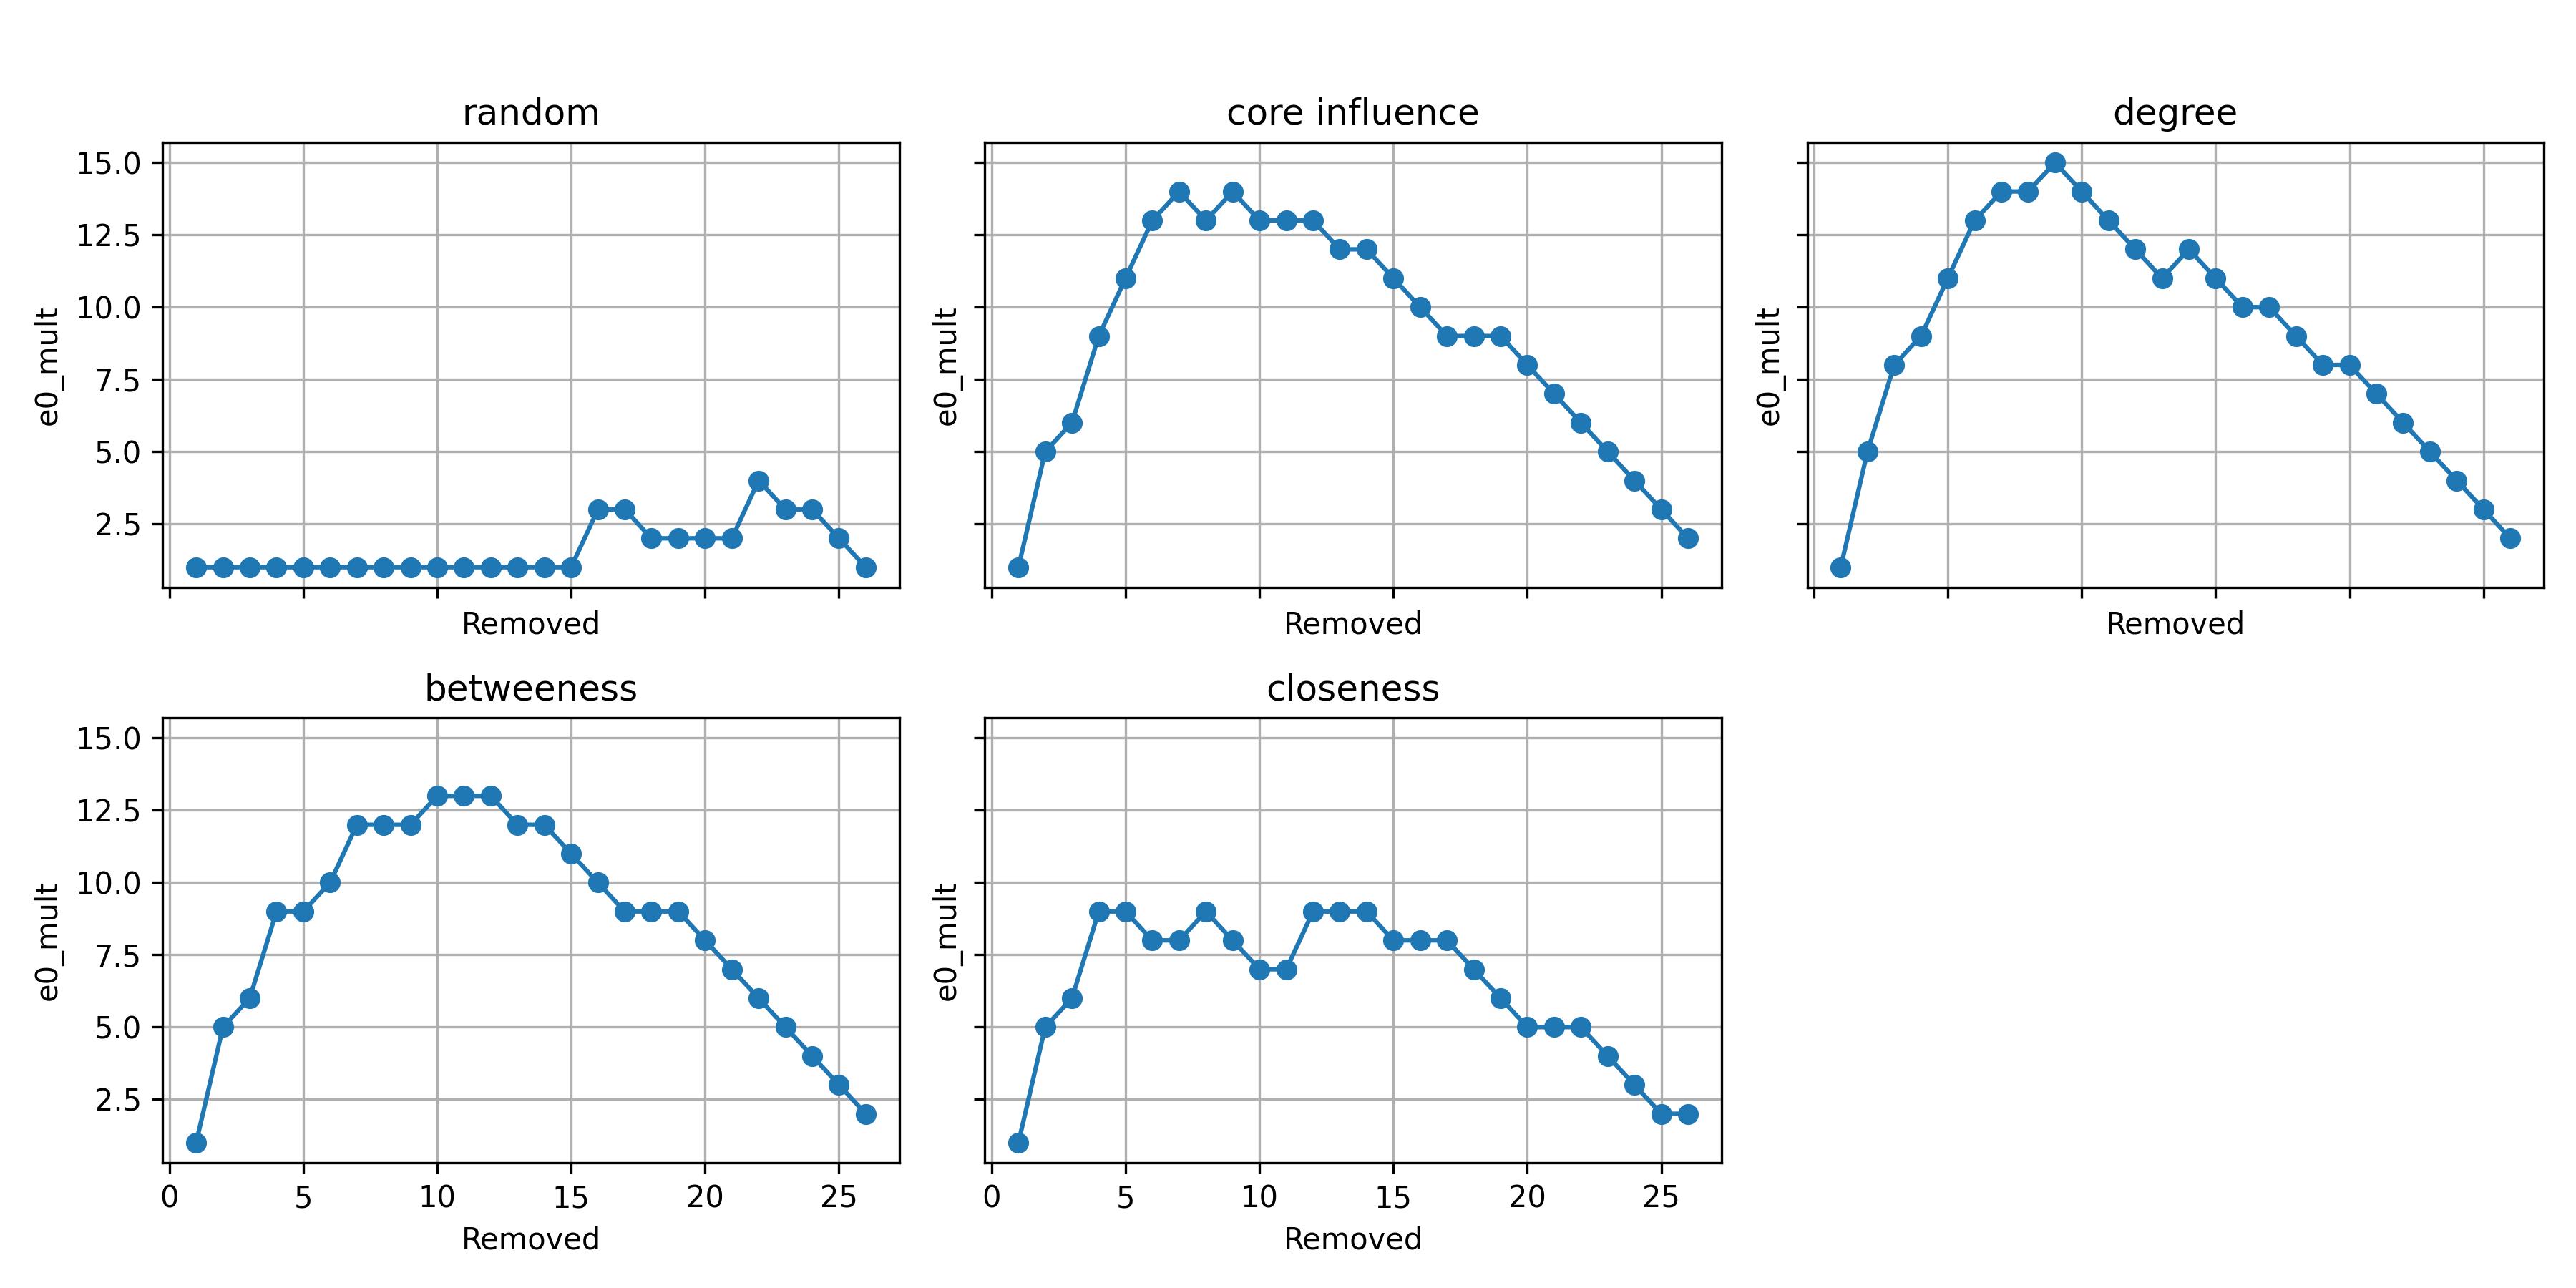 random
15.0
12.5
10.0
7.5
5.0
2.5
e0_mult
Removed
core influence
e0_mult
Removed
degree
e0_mult
Removed
betweeness
15.0
12.5
10.0
7.5
5.0
2.5
e0_mult
0 5 10 15 20 25
Removed
closeness
e0_mult
0 5 10 15 20 25
Removed